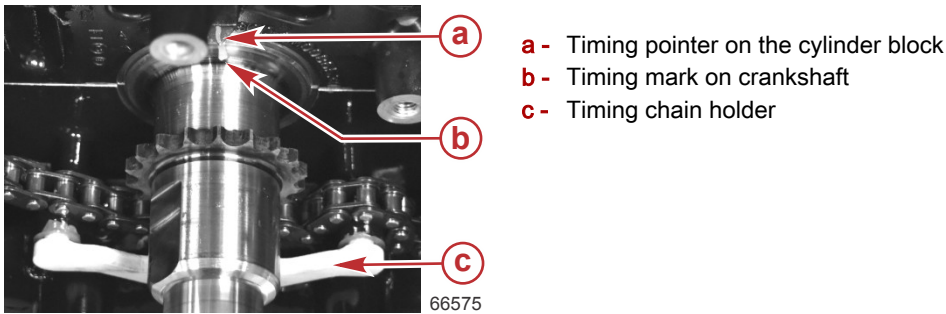 a
b
c
66575
a - Timing pointer on the cylinder block
b - Timing mark on crankshaft
c - Timing chain holder